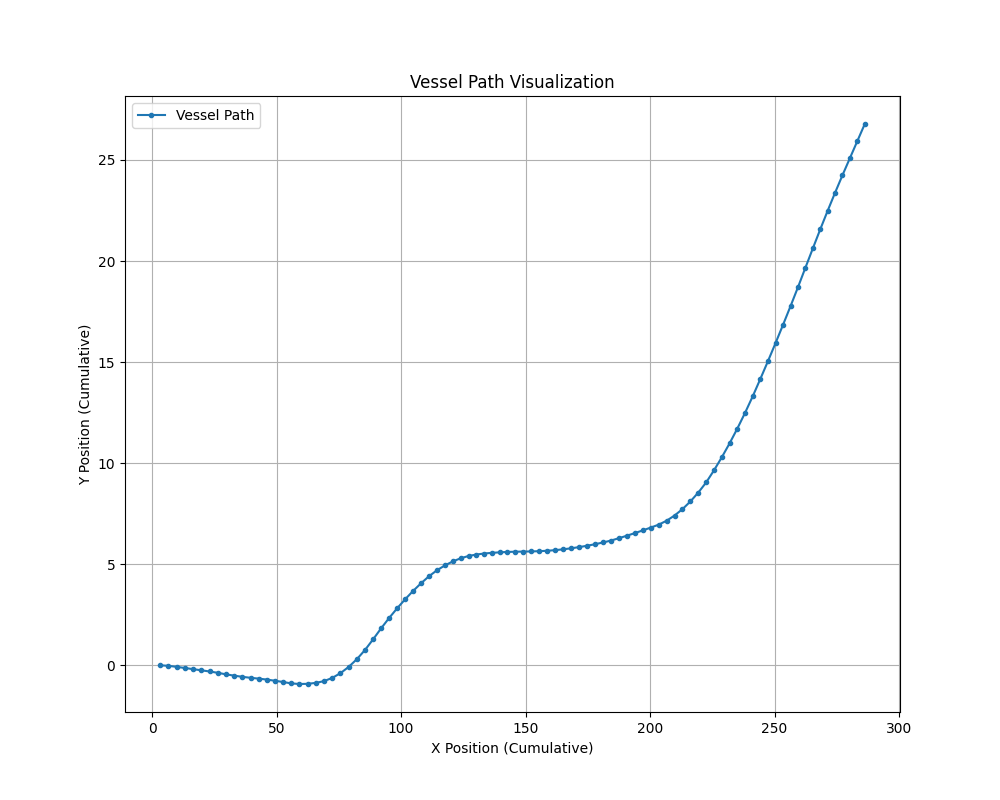 Vessel Path Visualization
Vessel Path
Y Position (Cumulative)
25
20
15
10
5
0
0 50 100 150 200 250 300
X Position (Cumulative)